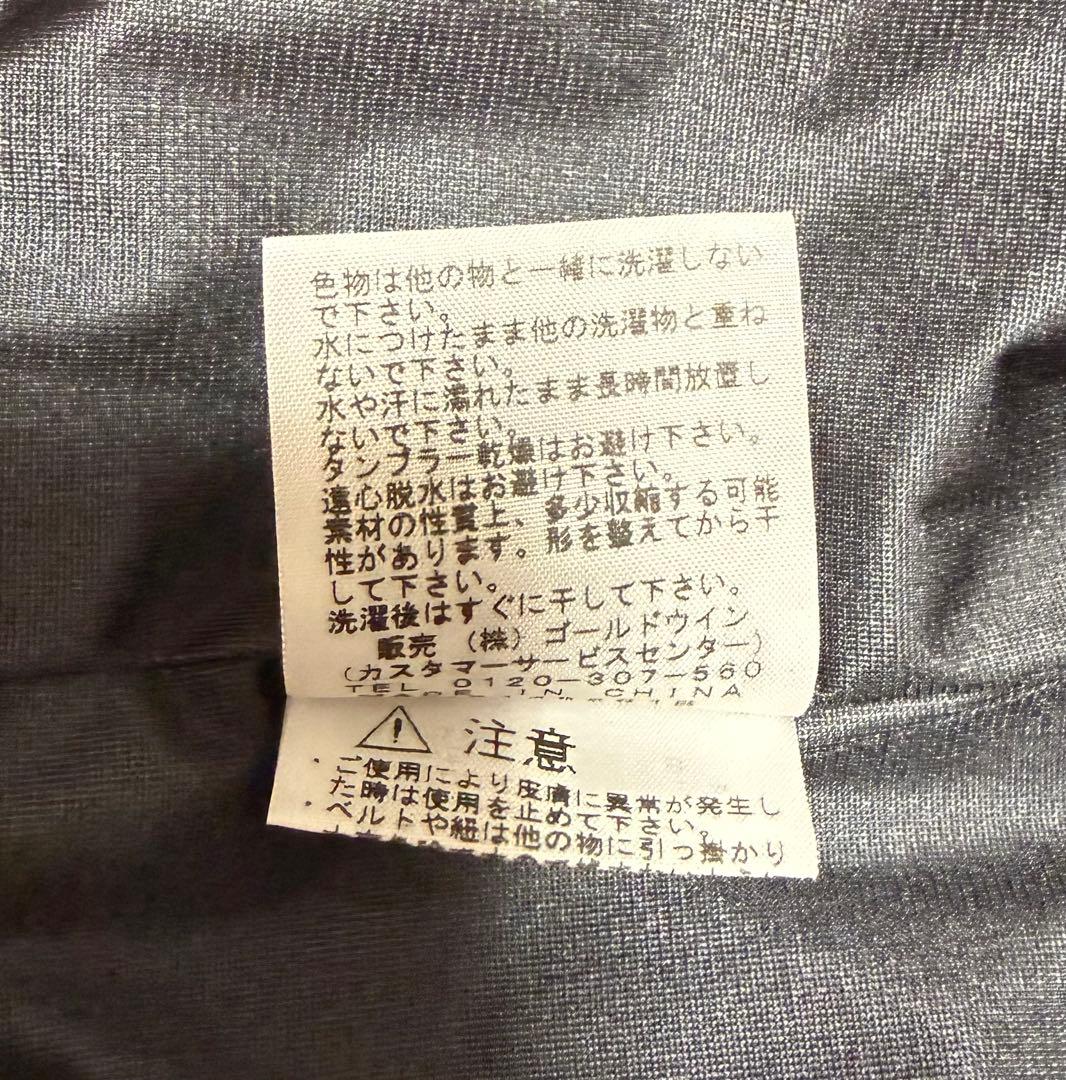 色物は他の物と一緒に洗濯しない
で下さい。
水につけたまま他の洗濯物と重ね
ないで下さい。
水や汗に濡れたまま長時間放置し
ないで下さい。
タンブラー乾燥はお避け下さい。
遠心脱水はお避け下さい。
素材の性質上、多少収縮する可能
性があります。形を整えてから干
して下さい。
洗濯後はすぐに干して下さい。
販売 (株) ゴールドウイン
(カスタマーサービスセンター)
TEL 0120-307-560
IN CHINA
注意
・ご使用により皮膚に異常が発生し
た時は使用を止めて下さい。
・ベルトや紐は他の物に引っ掛かり